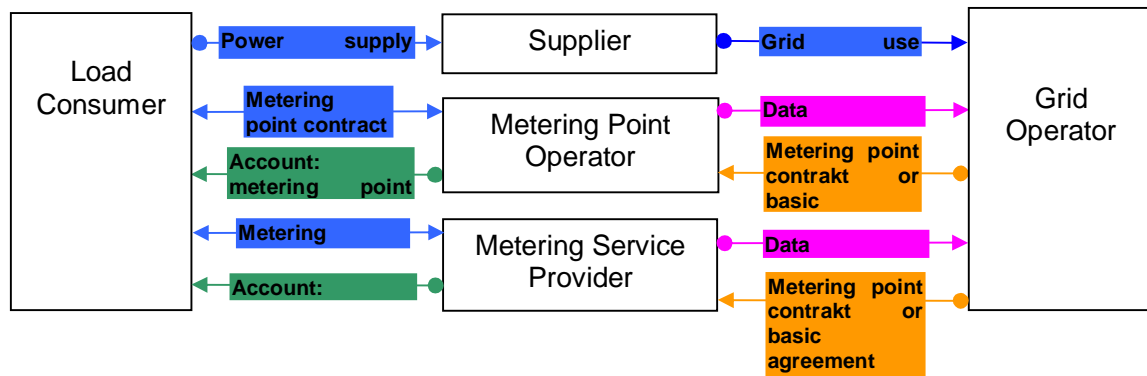 Load
Consumer
Power supply
Supplier
Grid use
Grid
Operator
Metering
point contract
Metering Point
Operator
Data
Account:
metering point
Metering point
contrakt or
basic
Metering
Metering Service
Provider
Data
Account:
Metering point
contrakt or
basic
agreement